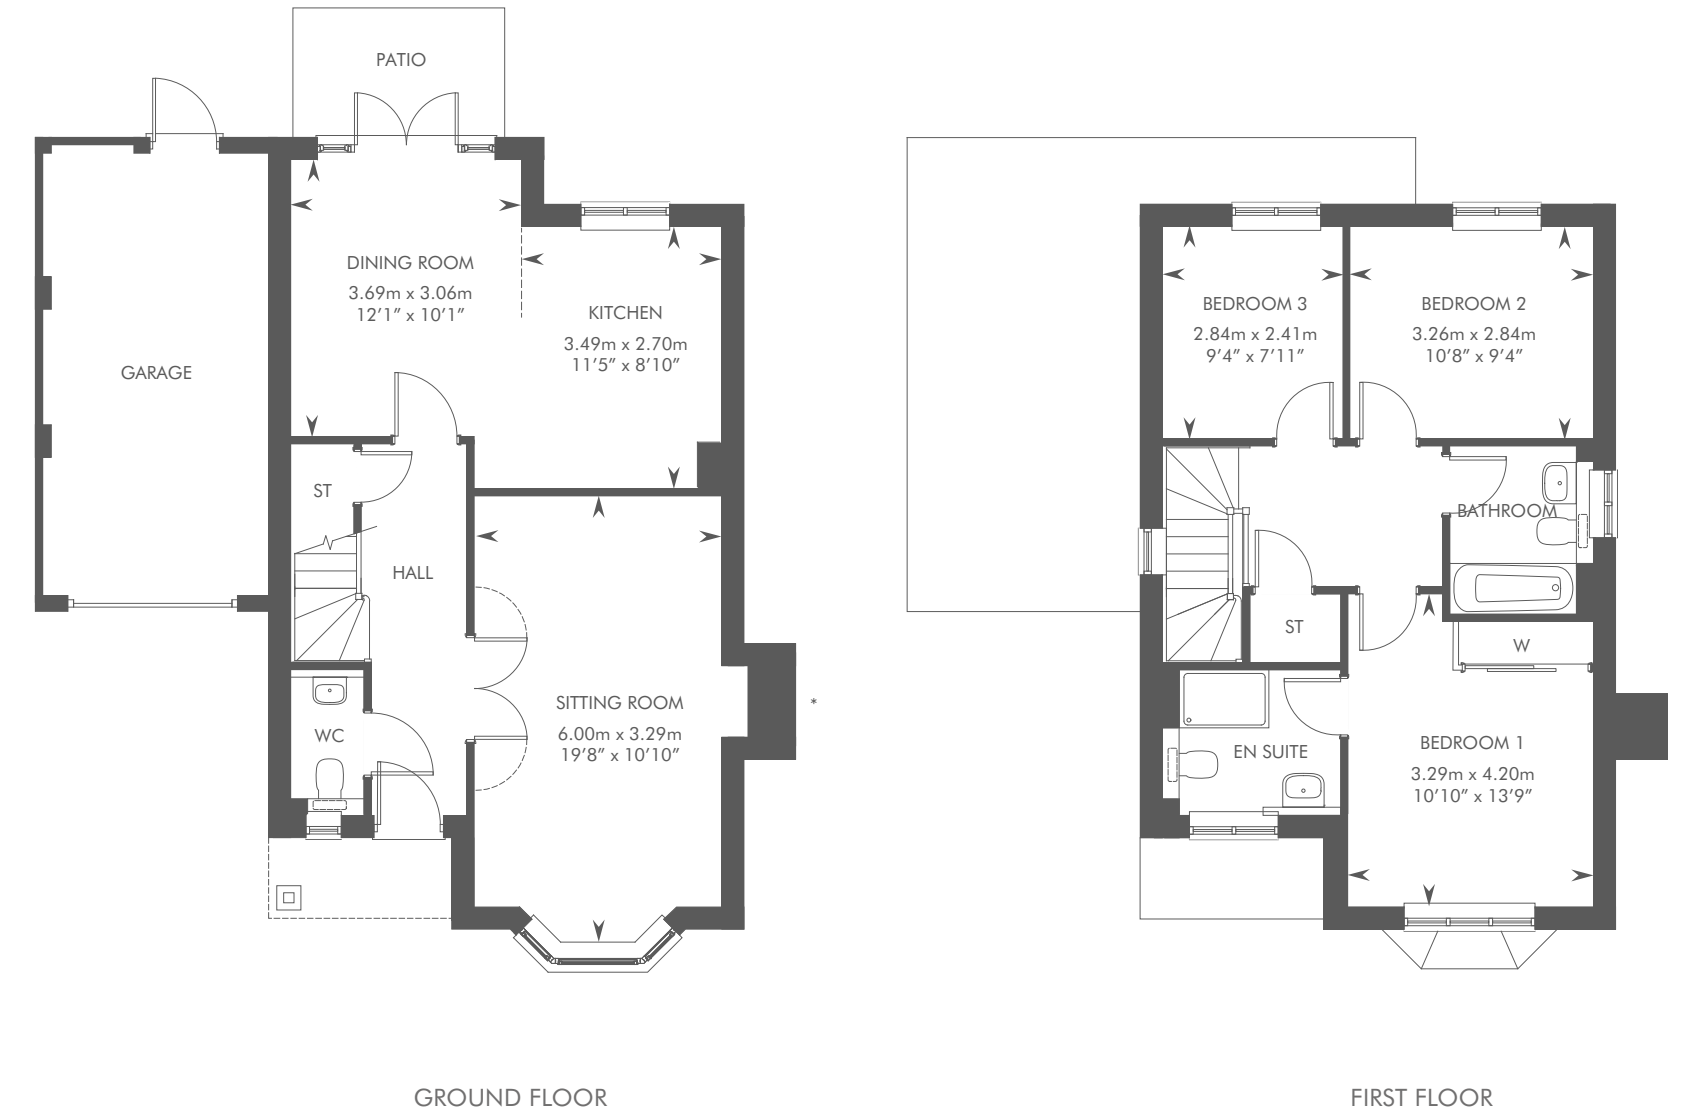 PATIO
DINING ROOM
3.69m x 3.06m
12’1” x 10’1”
KITCHEN
3.49m x 2.70m
11’5” x 8’10”
GARAGE
ST
HALL
SITTING ROOM
6.00m x 3.29m
19’8” x 10’10”
*
WC
GROUND FLOOR
BEDROOM 3
2.84m x 2.41m
9’4” x 7’11”
BEDROOM 2
3.26m x 2.84m
10’8” x 9’4”
BATHROOM
ST
W
EN SUITE
BEDROOM 1
3.29m x 4.20m
10’10” x 13’9”
FIRST FLOOR